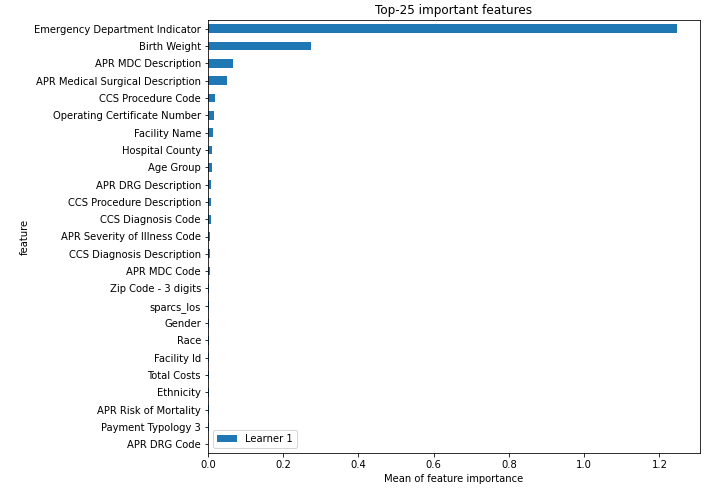 Top-25 important features
Emergency Department Indicator
Birth Weight
APR MDC Description
APR Medical Surgical Description
CCS Procedure Code
Operating Certificate Number
Facility Name
Hospital County
Age Group
APR DRG Description
CCS Procedure Description
CCS Diagnosis Code
APR Severity of Illness Code
CCS Diagnosis Description
APR MDC Code
Zip Code - 3 digits
sparcs_los
Gender
Race
Facility Id
Total Costs
Ethnicity
APR Risk of Mortality
Payment Typology 3
APR DRG Code
feature
Learner 1
0.0 0.2 0.4 0.6 0.8 1.0 1.2
Mean of feature importance